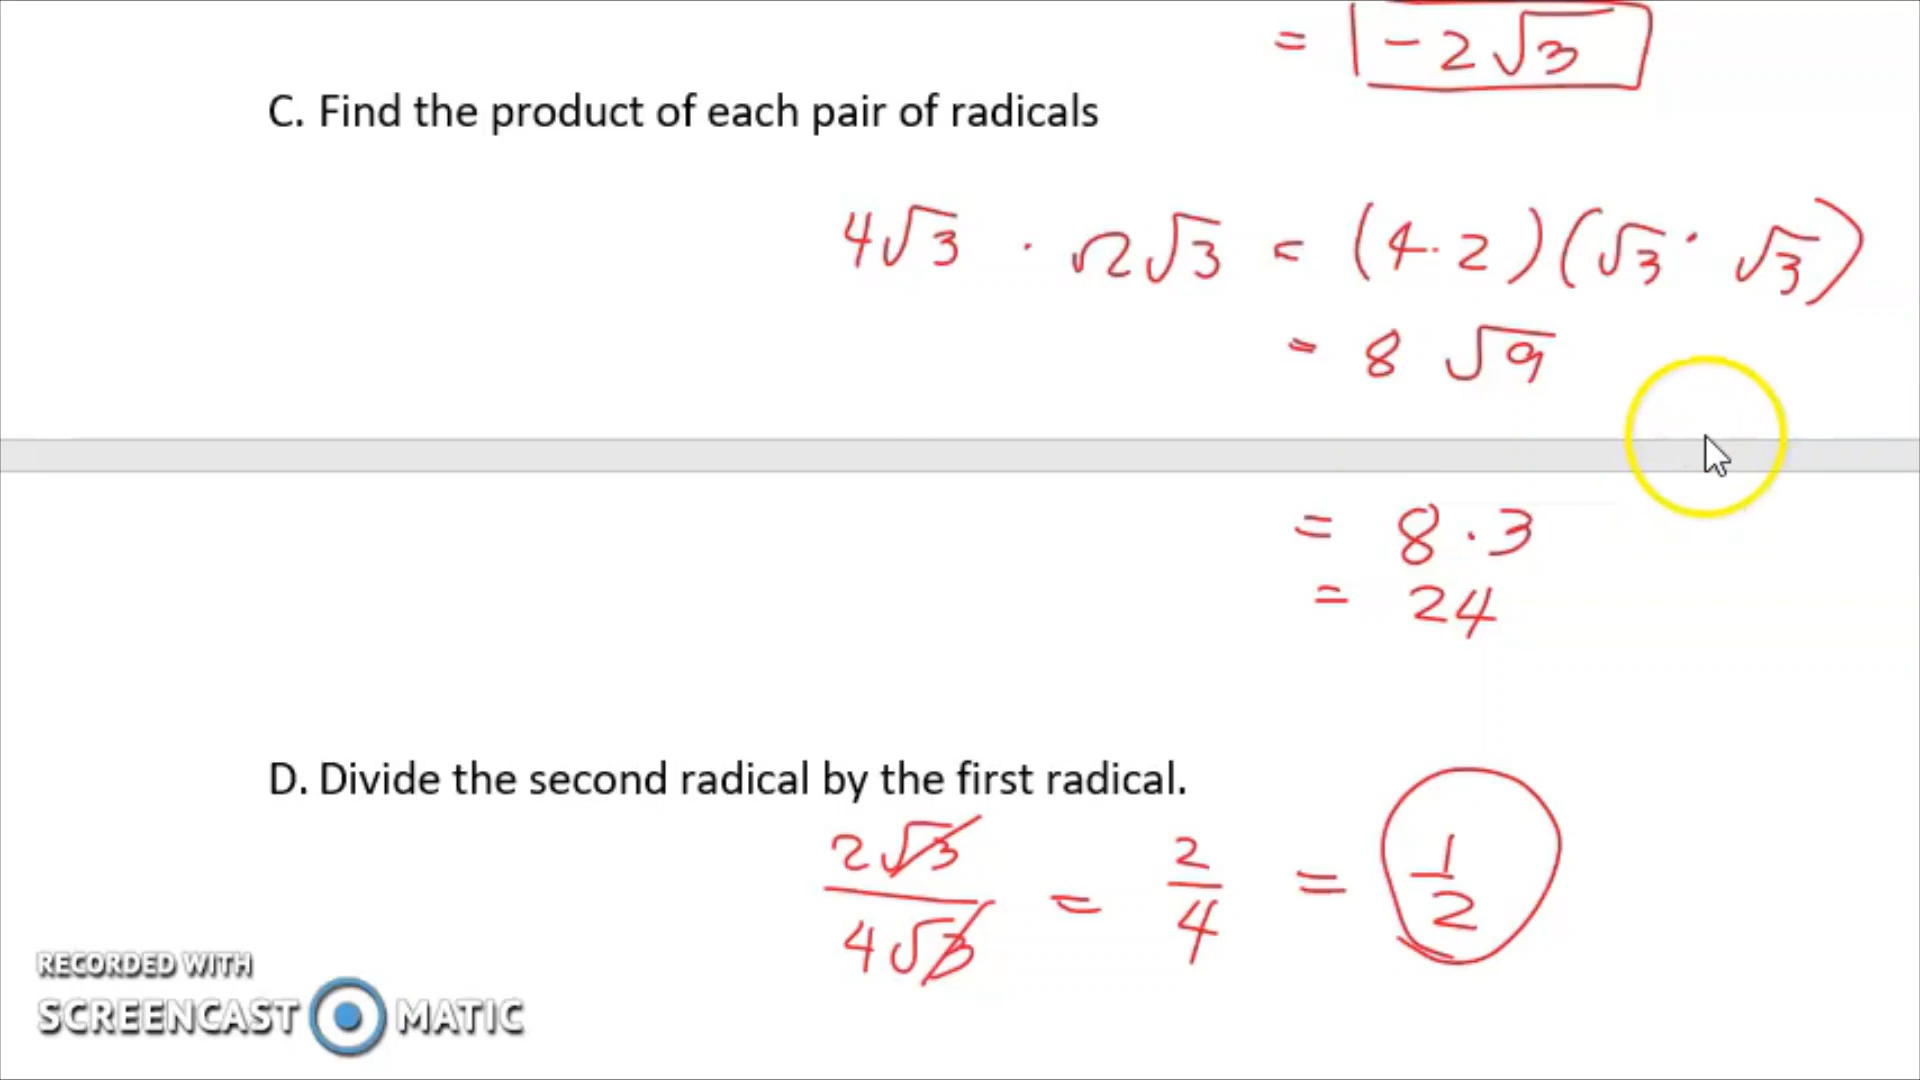 = -2√3
C. Find the product of each pair of radicals
4√3 · 2√3 = (4·2)(√3 · √3)
= 8 √9
= 8 · 3
= 24
D. Divide the second radical by the first radical.
2√3/4√3 = 2/4 = 1/2
RECORDED WITH
SCREENCAST MATIC